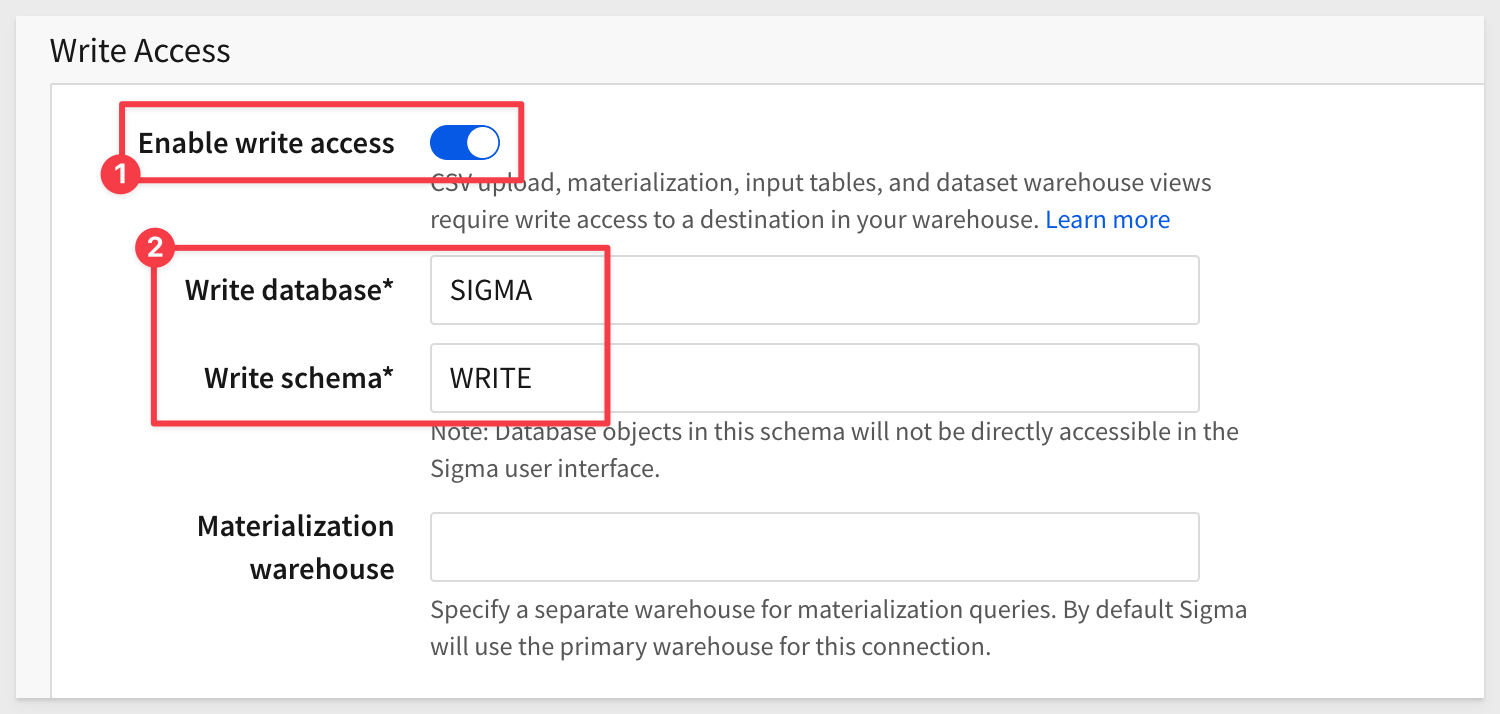 Write Access
Enable write access
1
CSV upload, materialization, input tables, and dataset warehouse views
require write access to a destination in your warehouse. Learn more
2
Write database* SIGMA
Write schema* WRITE
Note: Database objects in this schema will not be directly accessible in the
Sigma user interface.
Materialization
warehouse
Specify a separate warehouse for materialization queries. By default Sigma
will use the primary warehouse for this connection.